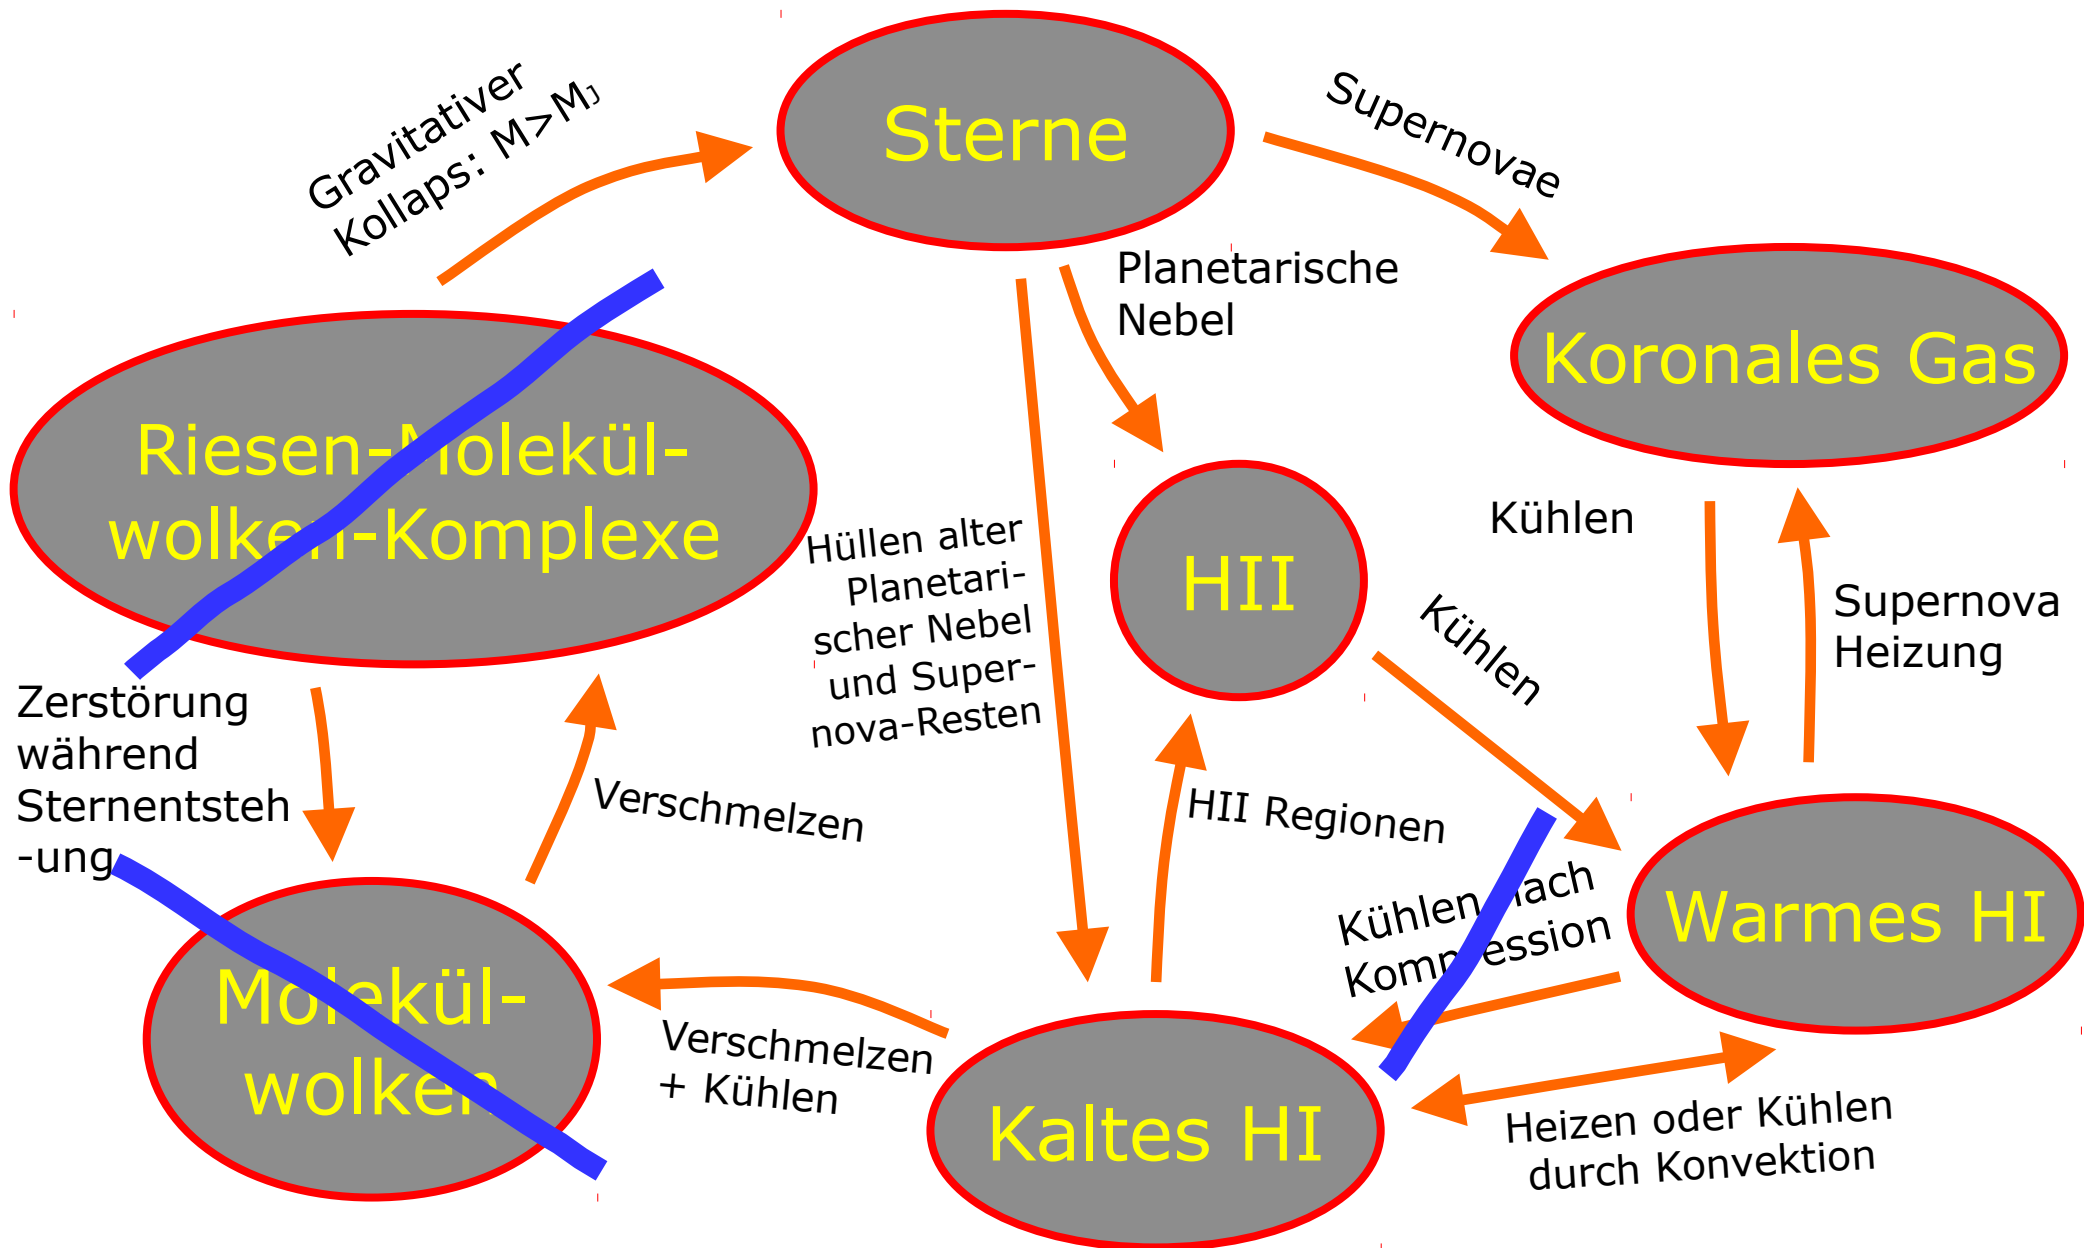 Gravitativer
Kollaps: M>MJ
Sterne
Supernovae
Planetarische
Nebel
Koronales Gas
Riesen-Molekül-
wolken-Komplexe
Hüllen alter
Planetari-
scher Nebel
und Super-
nova-Resten
HII
Kühlen
Kühlen
Supernova
Heizung
Zerstörung
während
Sternentsteh
-ung
Verschmelzen
HII Regionen
Kühlen nach
Kompression
Warmes HI
Molekül-
wolken
Verschmelzen
+ Kühlen
Kaltes HI
Heizen oder Kühlen
durch Konvektion